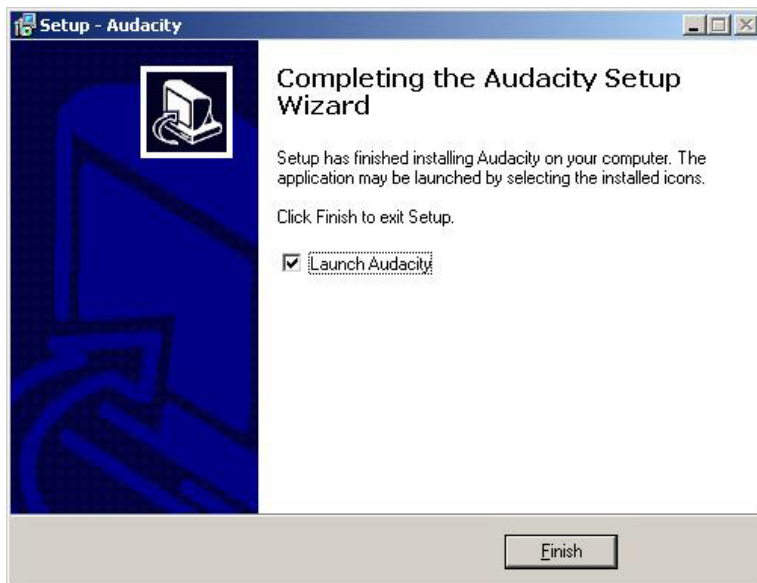 Setup - Audacity
Completing the Audacity Setup
Wizard
Setup has finished installing Audacity on your computer. The
application may be launched by selecting the installed icons.
Click Finish to exit Setup.
Launch Audacity
Finish